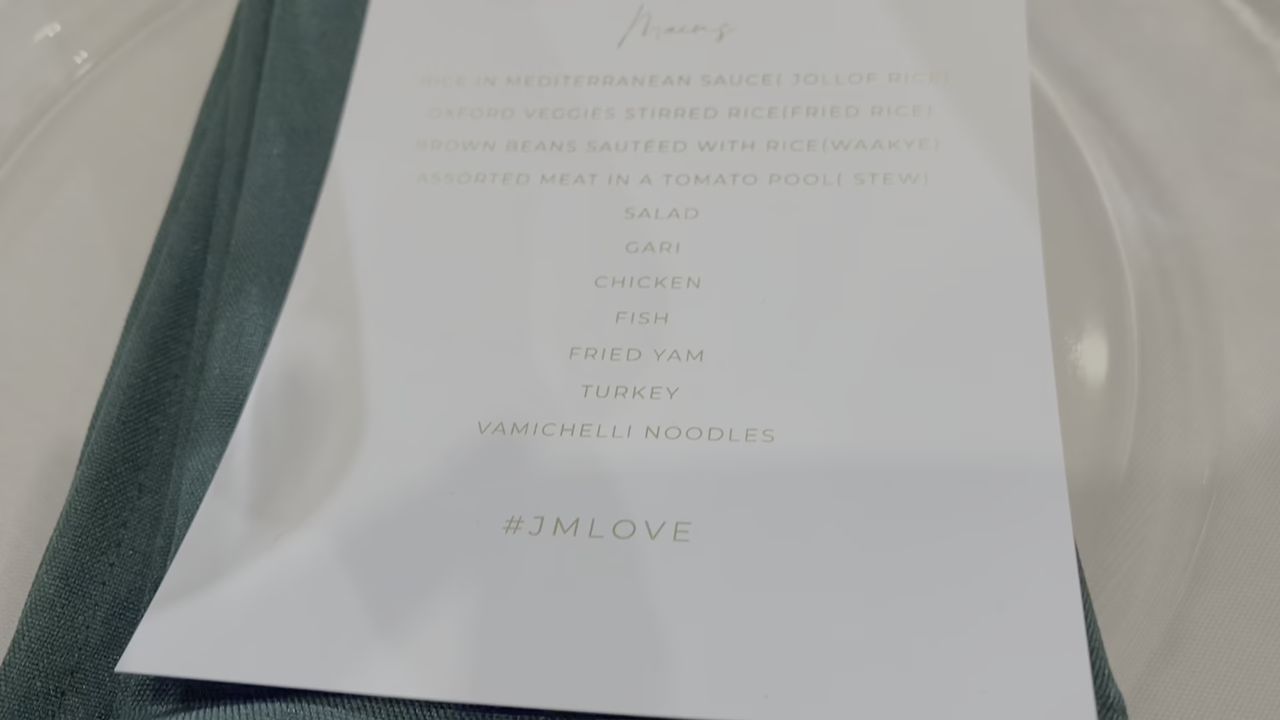 Mains
RICE IN MEDITERRANEAN SAUCE( JOLLOF RICE)
OXFORD VEGGIES STIRRED RICE(FRIED RICE)
BROWN BEANS SAUTÉED WITH RICE(WAAKYE)
ASSORTED MEAT IN A TOMATO POOL( STEW)
SALAD
GARI
CHICKEN
FISH
FRIED YAM
TURKEY
VAMICHELLI NOODLES
#JMLOVE